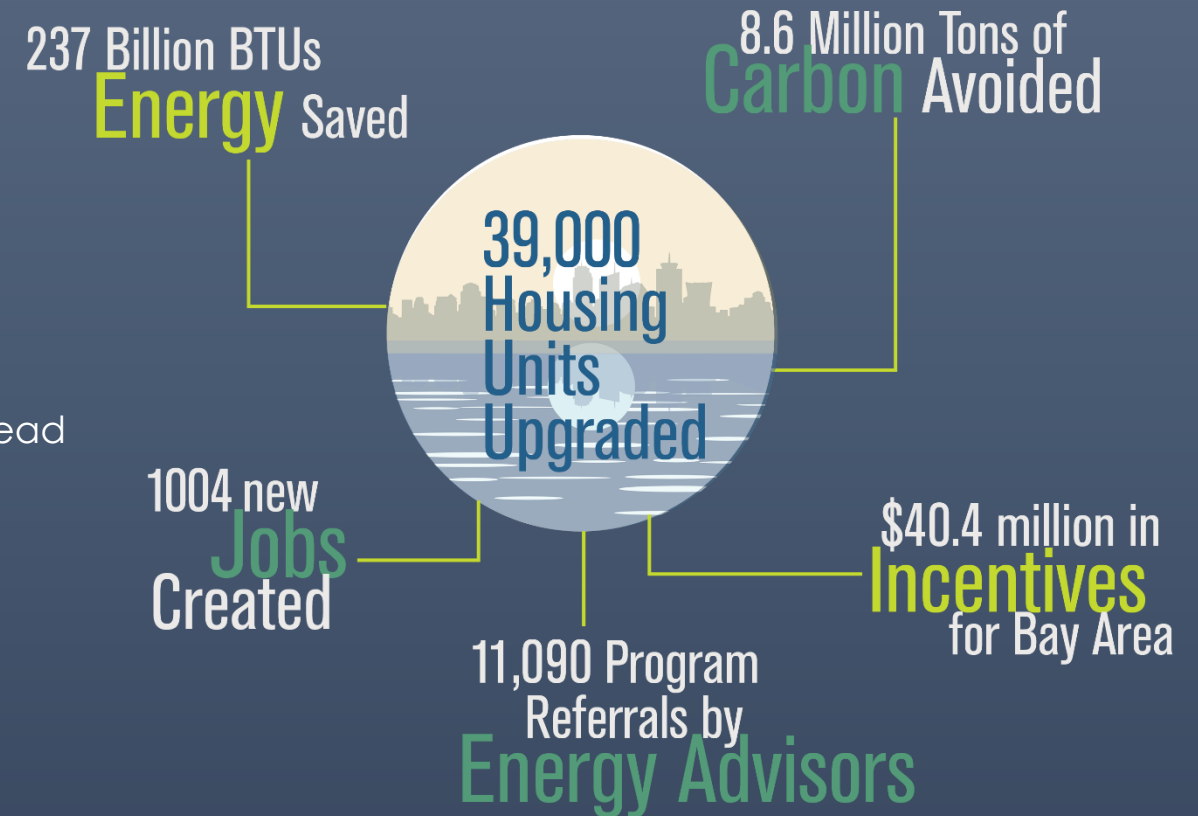 237 Billion BTUs
Energy Saved
8.6 Million Tons of
Carbon Avoided
39,000
Housing
Units
Upgraded
ead
1004 new
Jobs
Created
$40.4 million in
Incentives
for Bay Area
11,090 Program
Referrals by
Energy Advisors